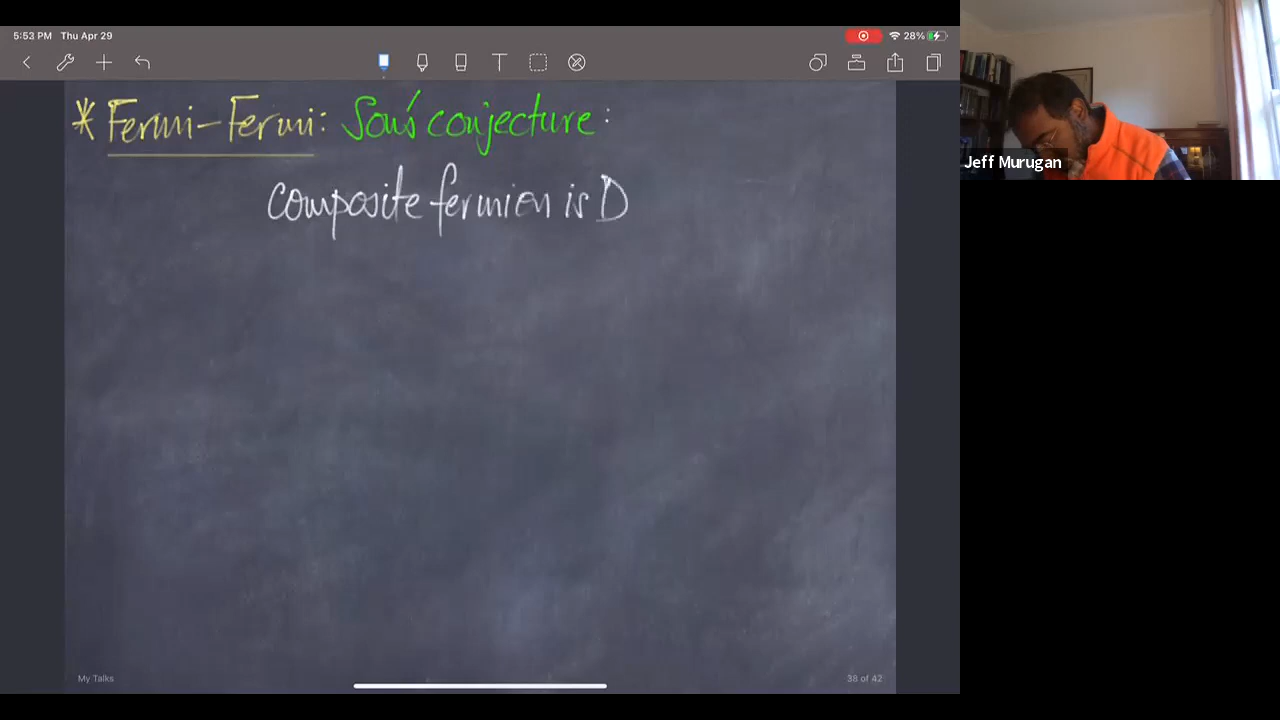 5:53 PM Thu Apr 29
28%
* Fermi-Fermi: Son's conjecture:
composite fermion is D
My Talks
38 of 42
Jeff Murugan